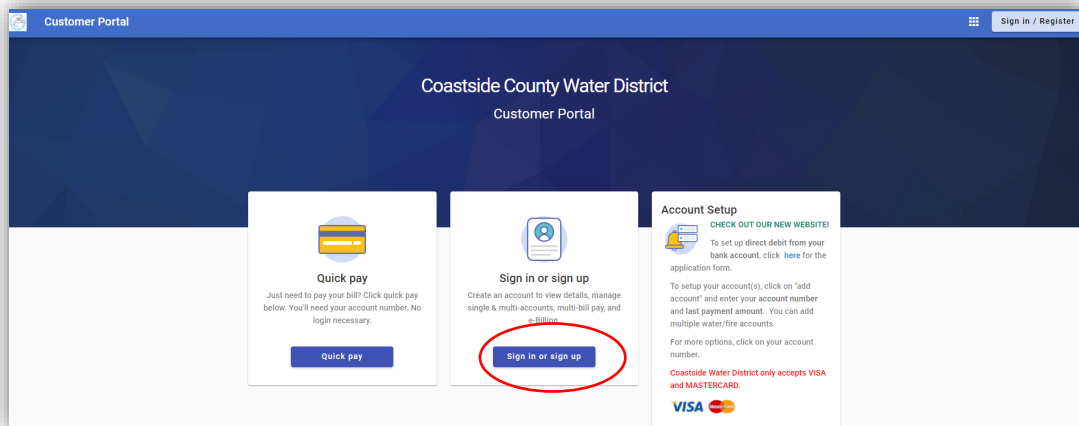 Customer Portal
Sign in / Register
Coastside County Water District
Customer Portal
Quick pay
Just need to pay your bill? Click quick pay
below. You'll need your account number. No
login necessary.
Quick pay
Sign in or sign up
Create an account to view details, manage
single & multi-accounts, multi-bill pay, and
e-Billing
Sign in or sign up
Account Setup
CHECK OUT OUR NEW WEBSITE!
To set up direct debit from your
bank account, click here for the
application form.
To setup your account(s), click on "add
account" and enter your account number
and last payment amount. You can add
multiple water/fire accounts.
For more options, click on your account
number.
Coastside Water District only accepts VISA
and MASTERCARD.
VISA MasterCard